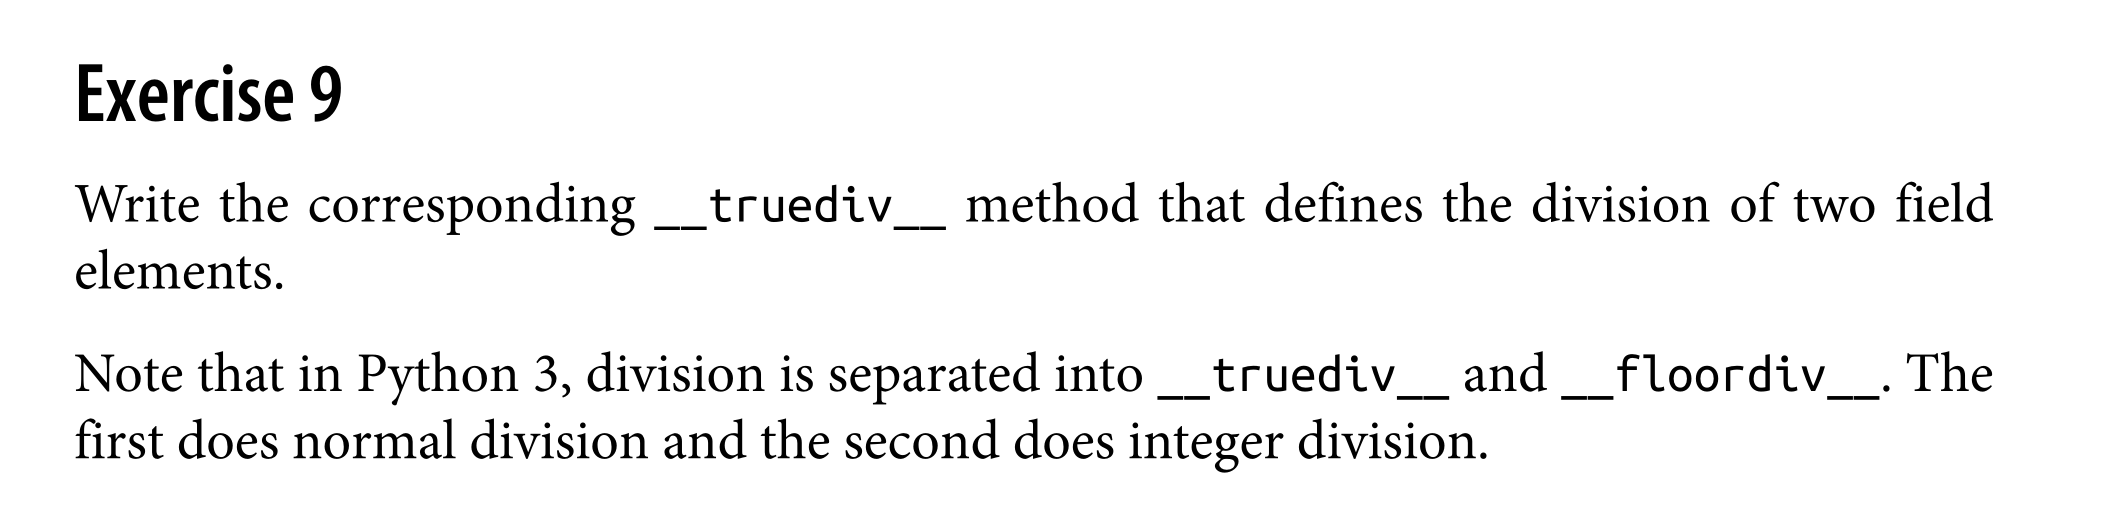 Exercise 9
Write the corresponding __truediv__ method that defines the division of two field
elements.
Note that in Python 3, division is separated into __truediv__ and __floordiv__. The
first does normal division and the second does integer division.